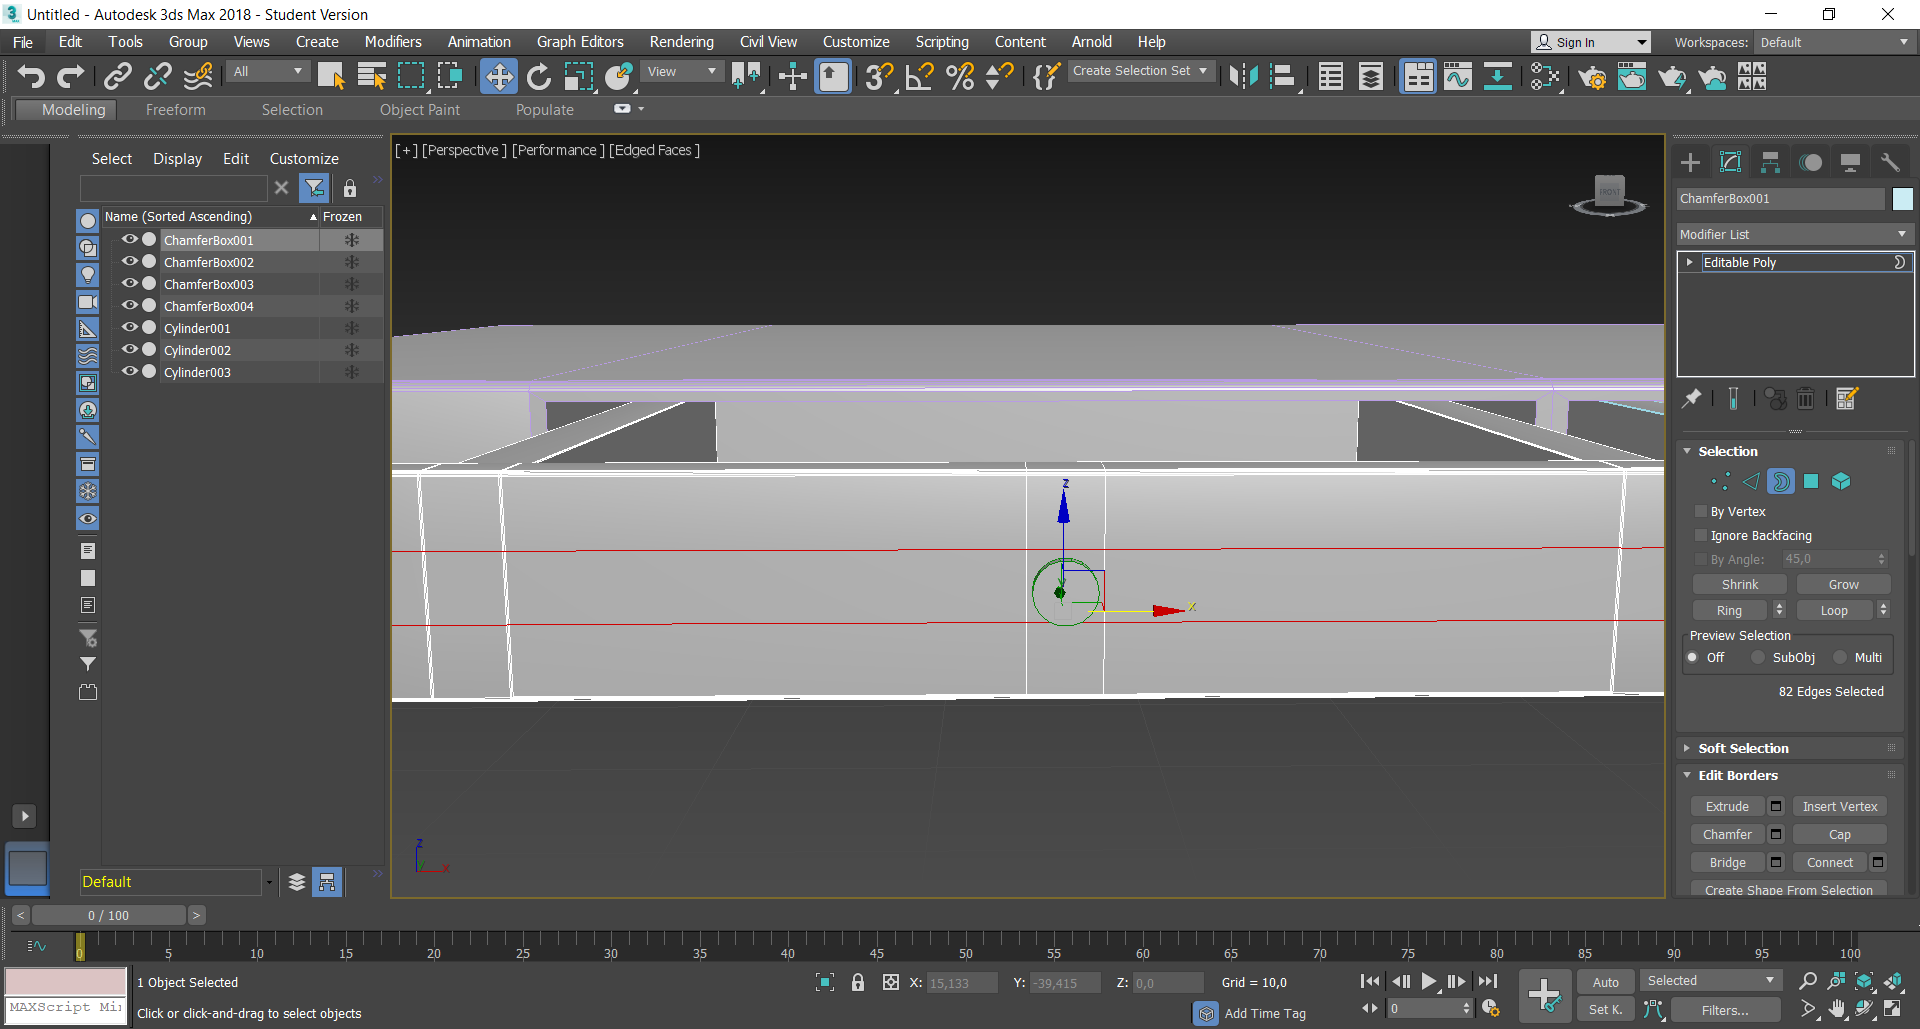 Untitled - Autodesk 3ds Max 2018 - Student Version
File Edit Tools Group Views Create Modifiers Animation Graph Editors Rendering Civil View Customize Scripting Content Arnold Help Sign In Workspaces: Default
All View Create Selection Set
Modeling Freeform Selection Object Paint Populate
Select Display Edit Customize
Name (Sorted Ascending) Frozen
ChamferBox001
ChamferBox002
ChamferBox003
ChamferBox004
Cylinder001
Cylinder002
Cylinder003
Default
[+] [Perspective ] [Performance ] [Edged Faces ]
FRONT
z
x
z
y
x
ChamferBox001
Modifier List
Editable Poly
Selection
By Vertex
Ignore Backfacing
By Angle: 45,0
Shrink Grow
Ring Loop
Preview Selection
Off SubObj Multi
82 Edges Selected
Soft Selection
Edit Borders
Extrude Insert Vertex
Chamfer Cap
Bridge Connect
Create Shape From Selection
< 0 / 100 >
0 5 10 15 20 25 30 35 40 45 50 55 60 65 70 75 80 85 90 95 100
1 Object Selected X: 15,133 Y: -39,415 Z: 0,0 Grid = 10,0 Auto Selected
MAXScript Mi
Click or click-and-drag to select objects Add Time Tag 0 Set K. Filters...